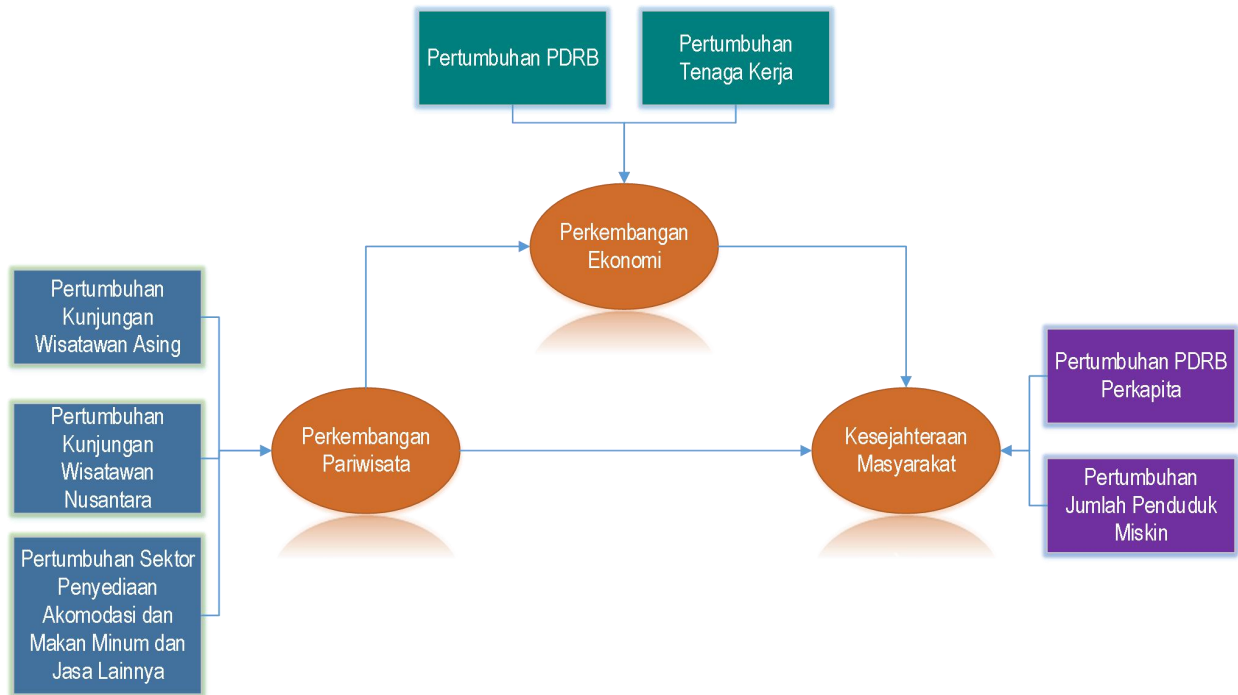 Pertumbuhan PDRB
Pertumbuhan
Tenaga Kerja
Perkembangan
Ekonomi
Pertumbuhan
Kunjungan
Wisatawan Asing
Pertumbuhan
Kunjungan
Wisatawan
Nusantara
Pertumbuhan Sektor
Penyediaan
Akomodasi dan
Makan Minum dan
Jasa Lainnya
Perkembangan
Pariwisata
Kesejahteraan
Masyarakat
Pertumbuhan PDRB
Perkapita
Pertumbuhan
Jumlah Penduduk
Miskin